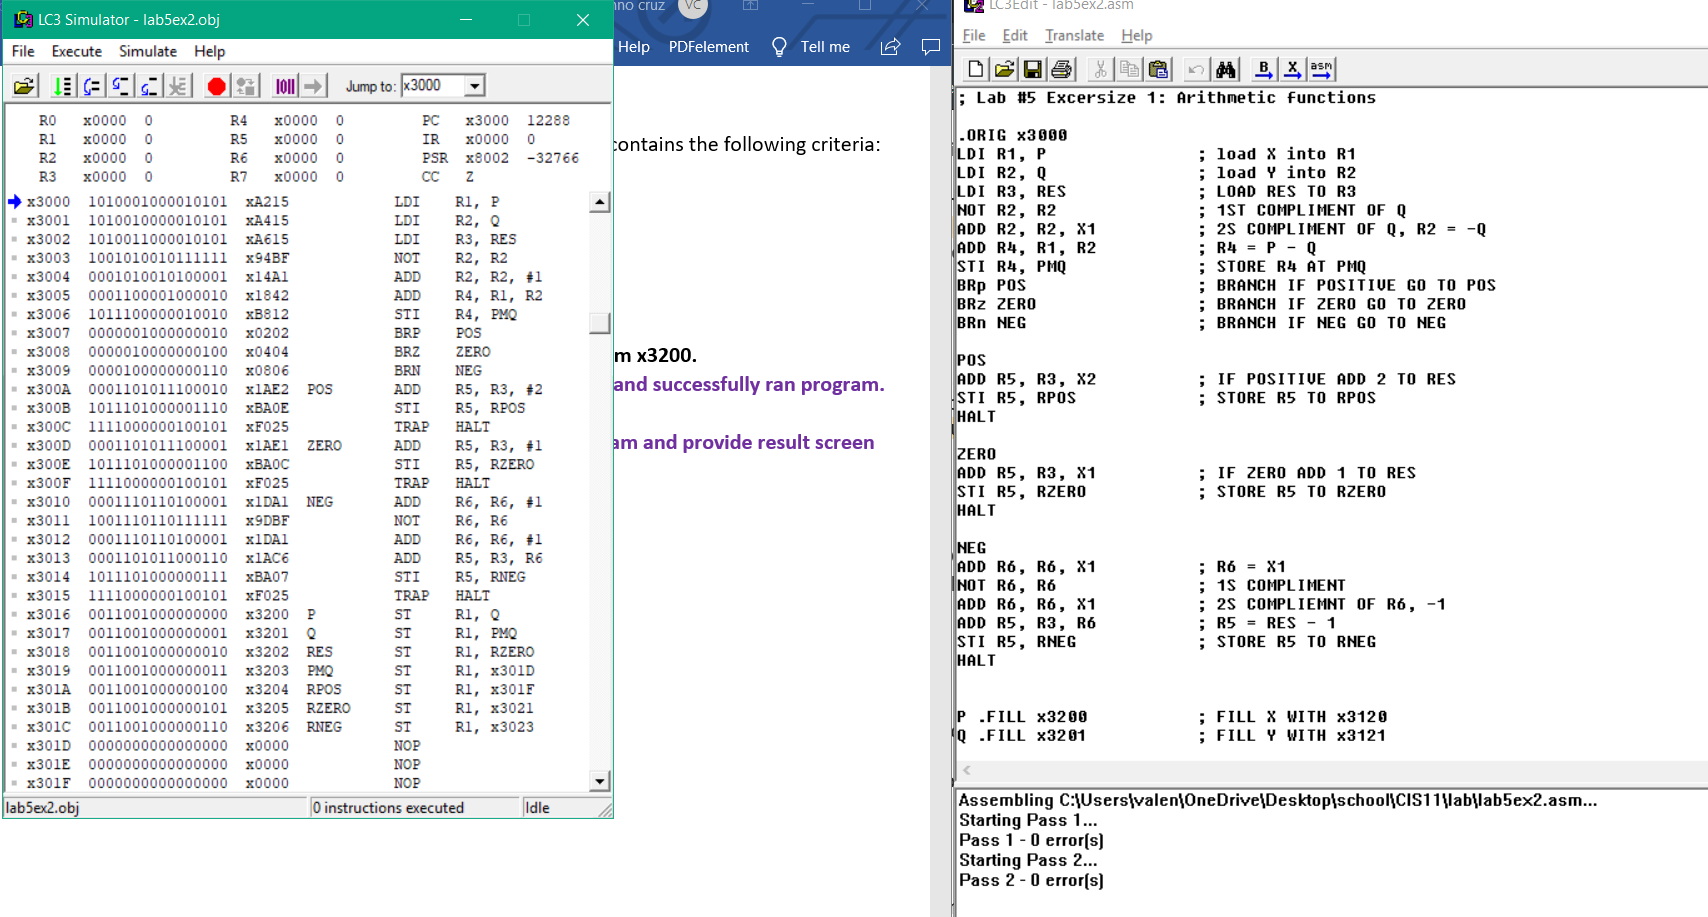 LC3 Simulator - lab5ex2.obj
File Execute Simulate Help
Jump to: x3000
R0 x0000 0 R4 x0000 0 PC x3000 12288
R1 x0000 0 R5 x0000 0 IR x0000 0
R2 x0000 0 R6 x0000 0 PSR x8002 -32766
R3 x0000 0 R7 x0000 0 CC Z
x3000 1010001000010101 xA215 LDI R1, P
x3001 1010010000010101 xA415 LDI R2, Q
x3002 1010011000010101 xA615 LDI R3, RES
x3003 1001010010111111 x94BF NOT R2, R2
x3004 0001010010100001 x14A1 ADD R2, R2, #1
x3005 0001100001000010 x1842 ADD R4, R1, R2
x3006 1011100000010010 xB812 STI R4, PMQ
x3007 0000001000000010 x0202 BRP POS
x3008 0000010000000100 x0404 BRZ ZERO
x3009 0000100000000110 x0806 BRN NEG
x300A 0001101011100010 x1AE2 POS ADD R5, R3, #2
x300B 1011101000001110 xBA0E STI R5, RPOS
x300C 1111000000100101 xF025 TRAP HALT
x300D 0001101011100001 x1AE1 ZERO ADD R5, R3, #1
x300E 1011101000001100 xBA0C STI R5, RZERO
x300F 1111000000100101 xF025 TRAP HALT
x3010 0001110110100001 x1DA1 NEG ADD R6, R6, #1
x3011 1001110110111111 x9DBF NOT R6, R6
x3012 0001110110100001 x1DA1 ADD R6, R6, #1
x3013 0001101011000110 x1AC6 ADD R5, R3, R6
x3014 1011101000000111 xBA07 STI R5, RNEG
x3015 1111000000100101 xF025 TRAP HALT
x3016 0011001000000000 x3200 P ST R1, Q
x3017 0011001000000001 x3201 Q ST R1, PMQ
x3018 0011001000000010 x3202 RES ST R1, RZERO
x3019 0011001000000011 x3203 PMQ ST R1, x301D
x301A 0011001000000100 x3204 RPOS ST R1, x301F
x301B 0011001000000101 x3205 RZERO ST R1, x3021
x301C 0011001000000110 x3206 RNEG ST R1, x3023
x301D 0000000000000000 x0000 NOP
x301E 0000000000000000 x0000 NOP
x301F 0000000000000000 x0000 NOP
lab5ex2.obj 0 instructions executed Idle
cruz VC
Help PDFelement Tell me
contains the following criteria:
x3200.
and successfully ran program.
and provide result screen
LC3Edit - lab5ex2.asm
File Edit Translate Help
B X asm
; Lab #5 Excersize 1: Arithmetic functions
.ORIG x3000
LDI R1, P ; load X into R1
LDI R2, Q ; load Y into R2
LDI R3, RES ; LOAD RES TO R3
NOT R2, R2 ; 1ST COMPLIMENT OF Q
ADD R2, R2, X1 ; 2S COMPLIMENT OF Q, R2 = -Q
ADD R4, R1, R2 ; R4 = P - Q
STI R4, PMQ ; STORE R4 AT PMQ
BRp POS ; BRANCH IF POSITIVE GO TO POS
BRz ZERO ; BRANCH IF ZERO GO TO ZERO
BRn NEG ; BRANCH IF NEG GO TO NEG
POS
ADD R5, R3, X2 ; IF POSITIVE ADD 2 TO RES
STI R5, RPOS ; STORE R5 TO RPOS
HALT
ZERO
ADD R5, R3, X1 ; IF ZERO ADD 1 TO RES
STI R5, RZERO ; STORE R5 TO RZERO
HALT
NEG
ADD R6, R6, X1 ; R6 = X1
NOT R6, R6 ; 1S COMPLIMENT
ADD R6, R6, X1 ; 2S COMPLIEMNT OF R6, -1
ADD R5, R3, R6 ; R5 = RES - 1
STI R5, RNEG ; STORE R5 TO RNEG
HALT
P .FILL x3200 ; FILL X WITH x3120
Q .FILL x3201 ; FILL Y WITH x3121
Assembling C:\Users\valen\OneDrive\Desktop\school\CIS11\lab\lab5ex2.asm...
Starting Pass 1...
Pass 1 - 0 error(s)
Starting Pass 2...
Pass 2 - 0 error(s)